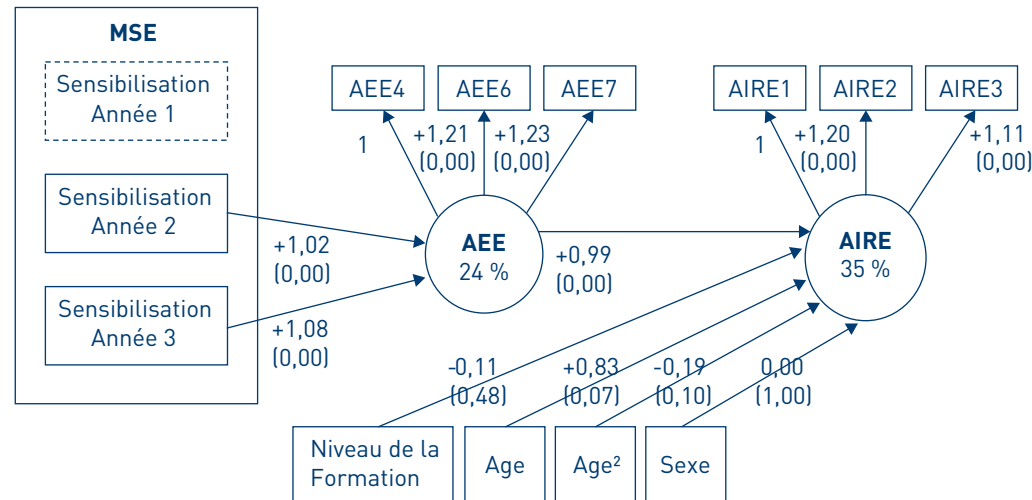 MSE
Sensibilisation
Année 1
Sensibilisation
Année 2
Sensibilisation
Année 3
+1,02
(0,00)
+1,08
(0,00)
AEE4
AEE6
AEE7
1
+1,21
(0,00)
+1,23
(0,00)
AEE
24 %
+0,99
(0,00)
AIRE1
AIRE2
AIRE3
1
+1,20
(0,00)
+1,11
(0,00)
AIRE
35 %
-0,11
(0,48)
+0,83
(0,07)
-0,19
(0,10)
0,00
(1,00)
Niveau de la
Formation
Age
Age²
Sexe